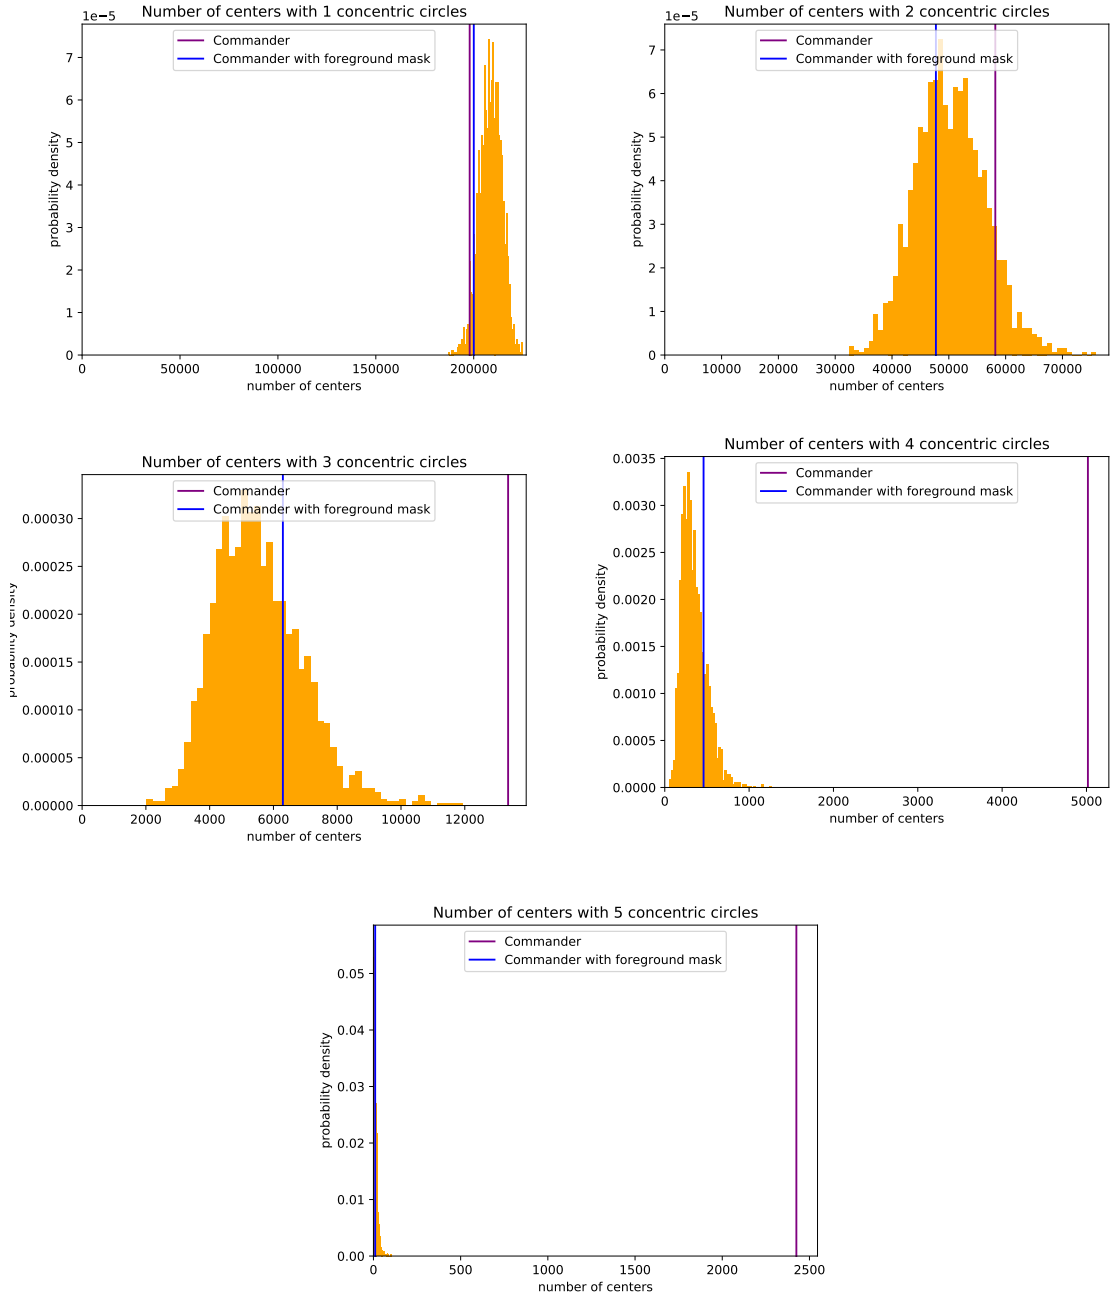 Number of centers with 1 concentric circles
1e−5
Commander
Commander with foreground mask
probability density
7
6
5
4
3
2
1
0
0 50000 100000 150000 200000
number of centers
Number of centers with 2 concentric circles
1e−5
Commander
Commander with foreground mask
probability density
7
6
5
4
3
2
1
0
0 10000 20000 30000 40000 50000 60000 70000
number of centers
Number of centers with 3 concentric circles
Commander
Commander with foreground mask
probability density
0.00030
0.00025
0.00020
0.00015
0.00010
0.00005
0.00000
0 2000 4000 6000 8000 10000 12000
number of centers
Number of centers with 4 concentric circles
Commander
Commander with foreground mask
probability density
0.0035
0.0030
0.0025
0.0020
0.0015
0.0010
0.0005
0.0000
0 1000 2000 3000 4000 5000
number of centers
Number of centers with 5 concentric circles
Commander
Commander with foreground mask
probability density
0.05
0.04
0.03
0.02
0.01
0.00
0 500 1000 1500 2000 2500
number of centers